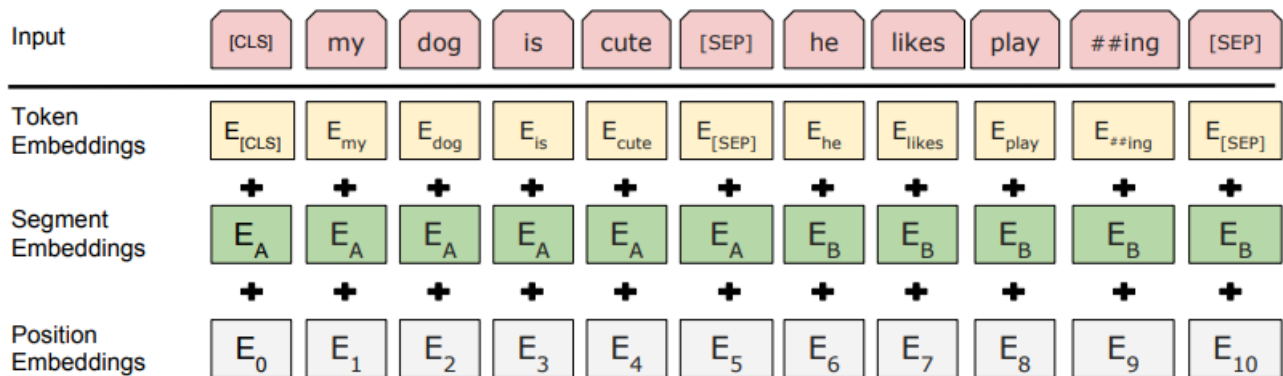 Input [CLS] my dog is cute [SEP] he likes play ##ing [SEP]
Token
Embeddings E[CLS] Emy Edog Eis Ecute E[SEP] Ehe Elikes Eplay E##ing E[SEP]
+ + + + + + + + + + +
Segment
Embeddings EA EA EA EA EA EA EB EB EB EB EB
+ + + + + + + + + + +
Position
Embeddings E0 E1 E2 E3 E4 E5 E6 E7 E8 E9 E10